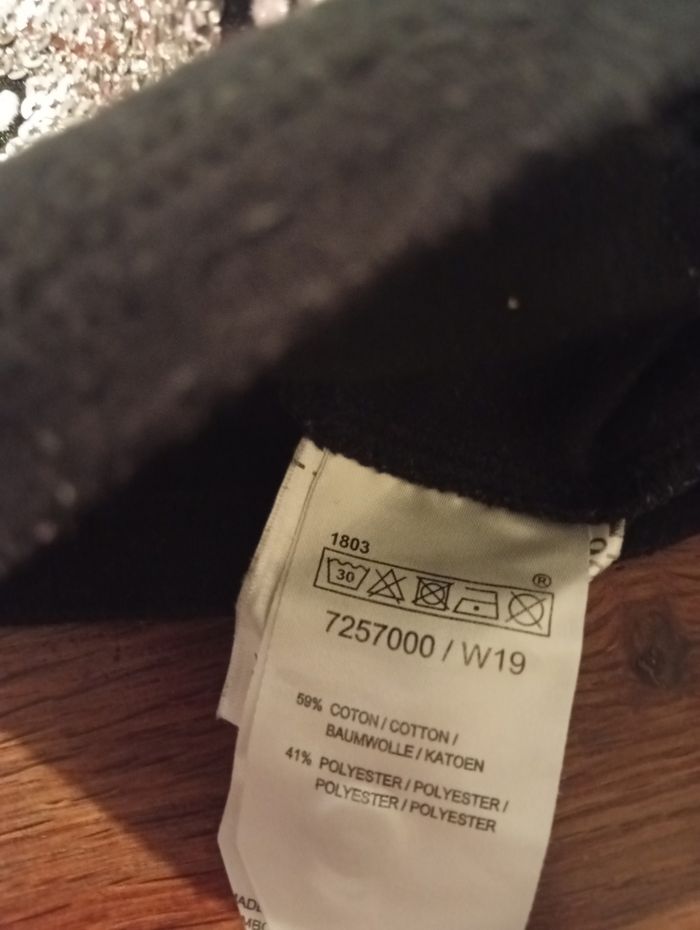 1803
30
®
7257000 / W19
59% COTON / COTTON /
BAUMWOLLE / KATOEN
41% POLYESTER / POLYESTER /
POLYESTER / POLYESTER